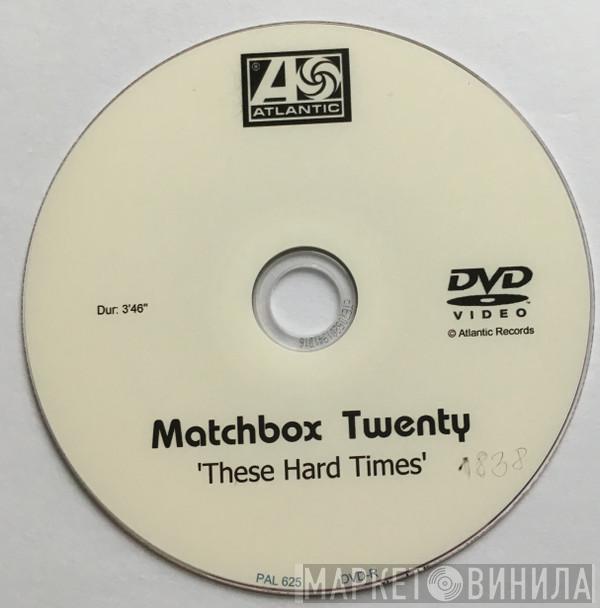 ATLANTIC
Dur: 3'46"
DVD
VIDEO
© Atlantic Records
Matchbox Twenty
'These Hard Times'
1838
PAL 625 DVD-R
МАРКЕТ ВИНИЛА